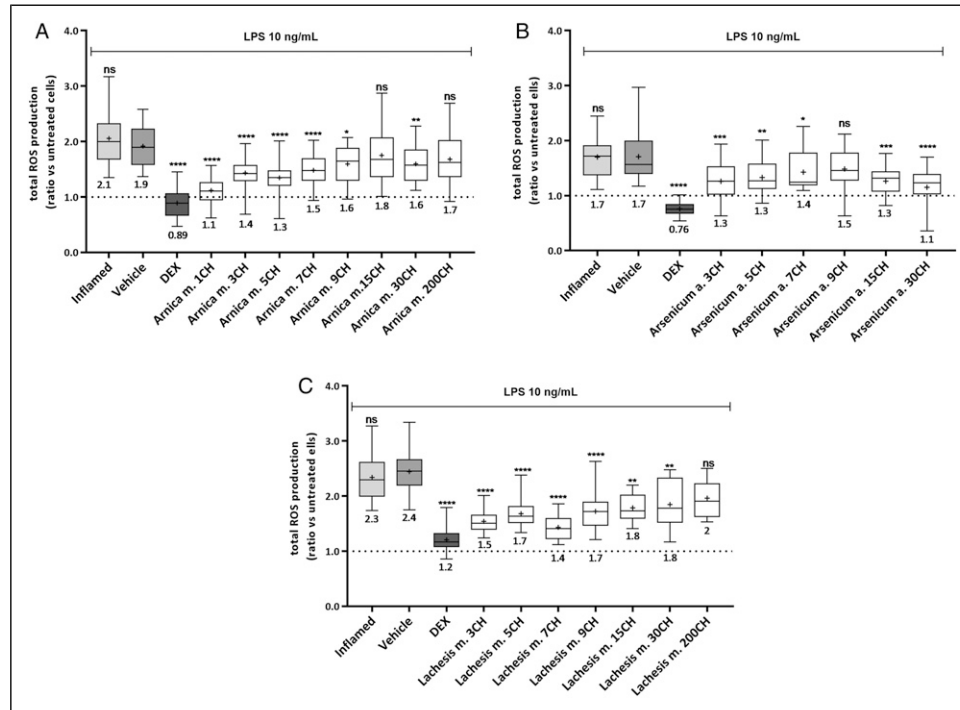 A
LPS 10 ng/mL
total ROS production
(ratio vs untreated cells)
4.0
3.0
2.0
1.0
0.0
ns
****
****
****
****
****
*
ns
**
ns
2.1
1.9
0.89
1.1
1.4
1.3
1.5
1.6
1.8
1.6
1.7
Inflamed
Vehicle
DEX
Arnica m. 1CH
Arnica m. 3CH
Arnica m. 5CH
Arnica m. 7CH
Arnica m. 9CH
Arnica m. 15CH
Arnica m. 30CH
Arnica m. 200CH
B
LPS 10 ng/mL
total ROS production
(ratio vs untreated ells)
4.0
3.0
2.0
1.0
0.0
ns
****
***
**
*
ns
***
****
1.7
1.7
0.76
1.3
1.3
1.4
1.5
1.3
1.1
Inflamed
Vehicle
DEX
Arsenicum a. 3CH
Arsenicum a. 5CH
Arsenicum a. 7CH
Arsenicum a. 9CH
Arsenicum a. 15CH
Arsenicum a. 30CH
C
LPS 10 ng/mL
total ROS production
(ratio vs untreated ells)
4.0
3.0
2.0
1.0
0.0
ns
****
****
****
****
****
**
**
ns
2.3
2.4
1.2
1.5
1.7
1.4
1.7
1.8
1.8
2
Inflamed
Vehicle
DEX
Lachesis m. 3CH
Lachesis m. 5CH
Lachesis m. 7CH
Lachesis m. 9CH
Lachesis m. 15CH
Lachesis m. 30CH
Lachesis m. 200CH